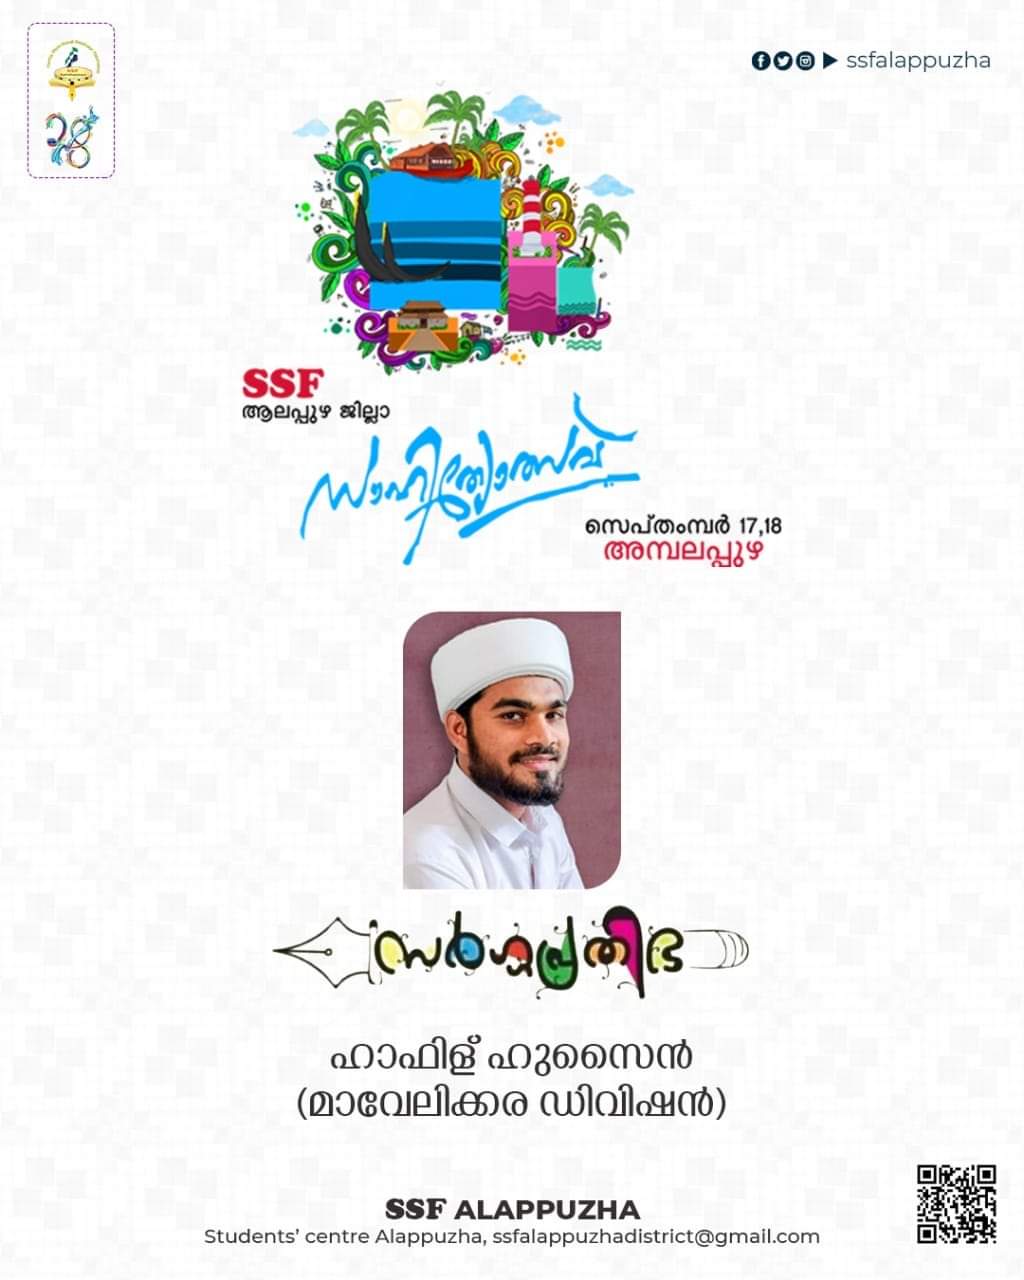 ssfalappuzha
SSF
ആലപ്പുഴ ജില്ലാ
സാഹിത്യോത്സവ്
സെപ്തംമ്പർ 17,18
അമ്പലപ്പുഴ
സർഗപ്രതിഭ
ഹാഫിള് ഹുസൈൻ
(മാവേലിക്കര ഡിവിഷൻ)
SSF ALAPPUZHA
Students' centre Alappuzha, ssfalappuzhadistrict@gmail.com